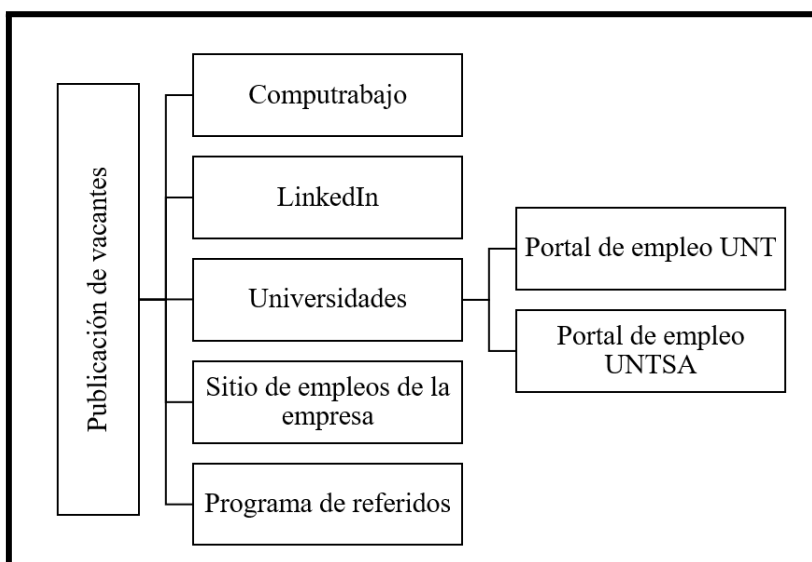 Publicación de vacantes
Computrabajo
LinkedIn
Universidades
Portal de empleo UNT
Portal de empleo
UNTSA
Sitio de empleos de la
empresa
Programa de referidos